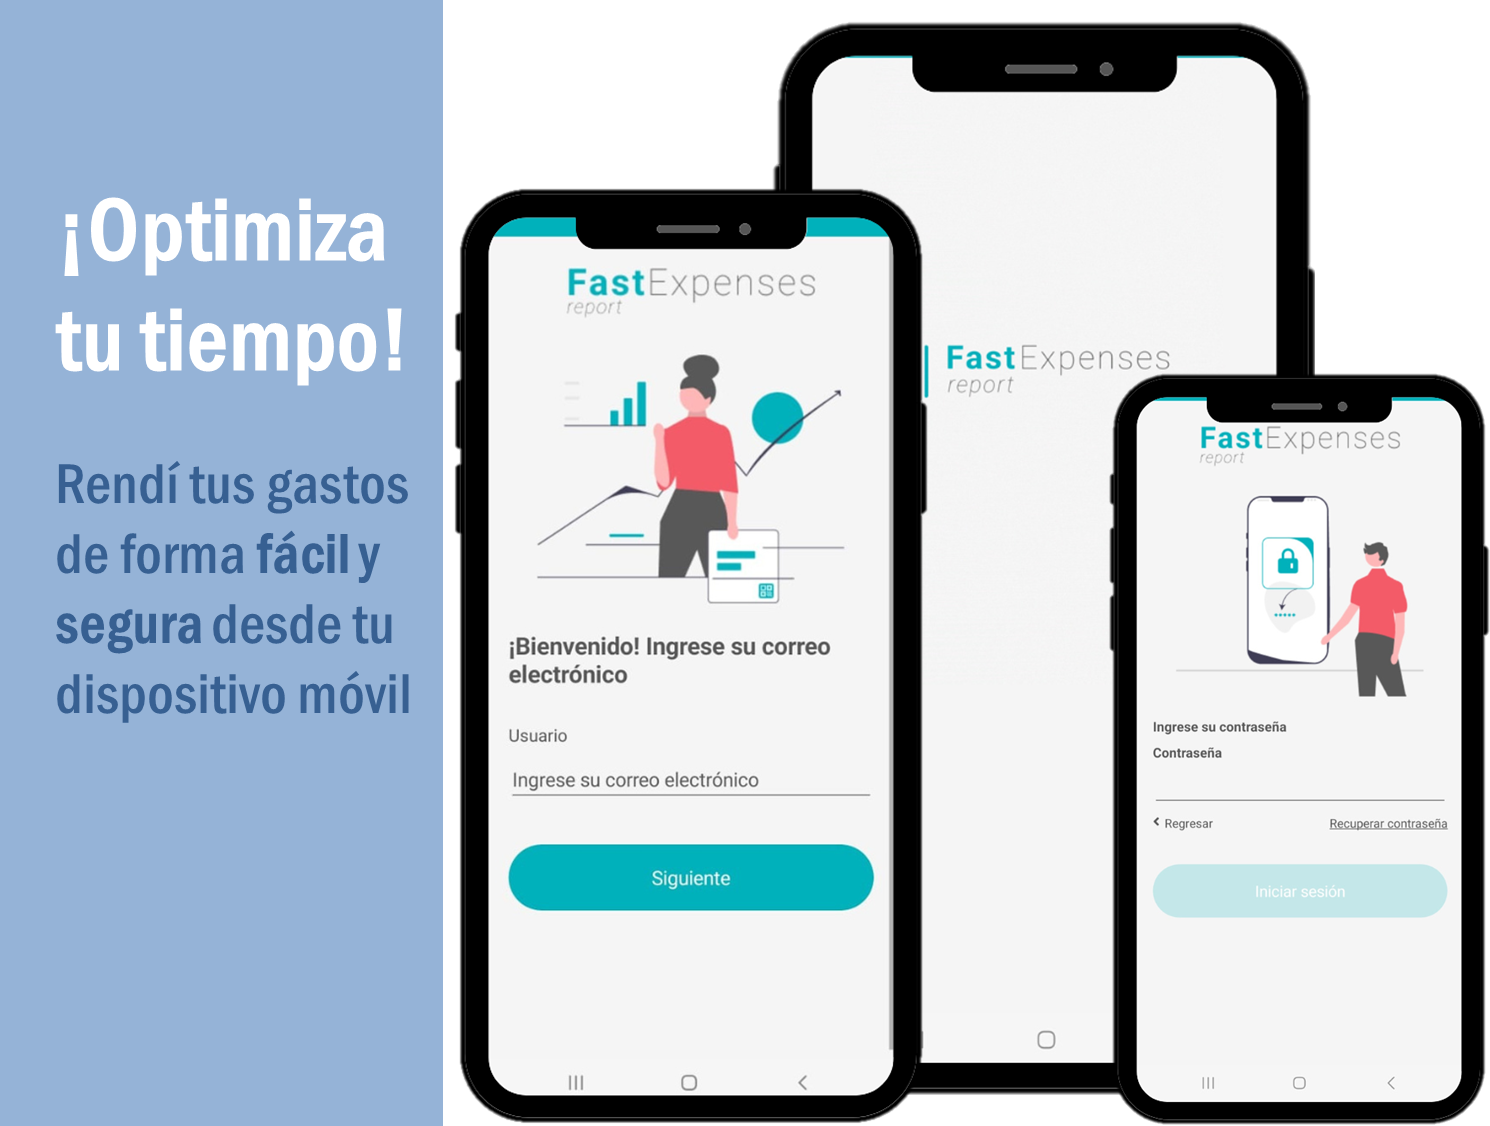 ¡Optimiza
tu tiempo!
Rendí tus gastos
de forma fácil y
segura desde tu
dispositivo móvil
FastExpenses
report
¡Bienvenido! Ingrese su correo
electrónico
Usuario
Ingrese su correo electrónico
Siguiente
FastExpenses
report
FastExpenses
report
Ingrese su contraseña
Contraseña
Regresar
Recuperar contraseña
Iniciar sesión